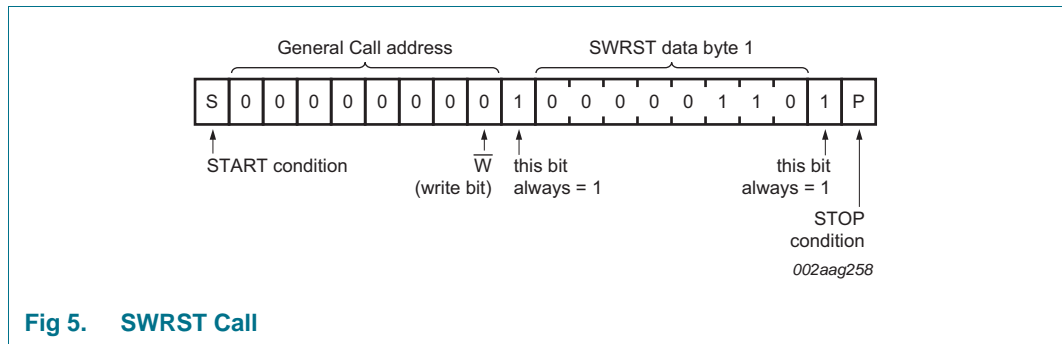 General Call address SWRST data byte 1
S 0 0 0 0 0 0 0 0 1 0 0 0 0 0 1 1 0 1 P
START condition W this bit this bit
(write bit) always = 1 always = 1
STOP
condition
002aag258
Fig 5. SWRST Call